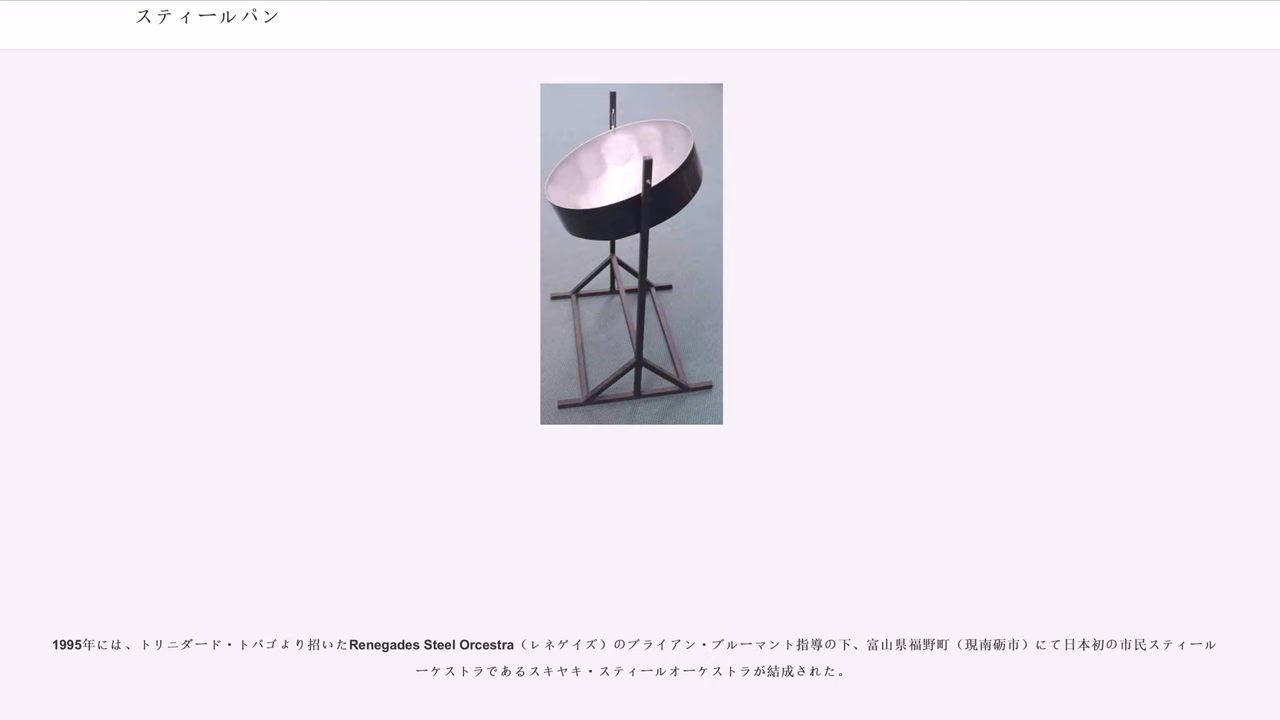 スティールパン
1995年には、トリニダード・トバゴより招いたRenegades Steel Orcestra（レネゲイズ）のブライアン・ブルーマント指導の下、富山県福野町（現南砺市）にて日本初の市民スティール
ーケストラであるスキヤキ・スティールオーケストラが結成された。